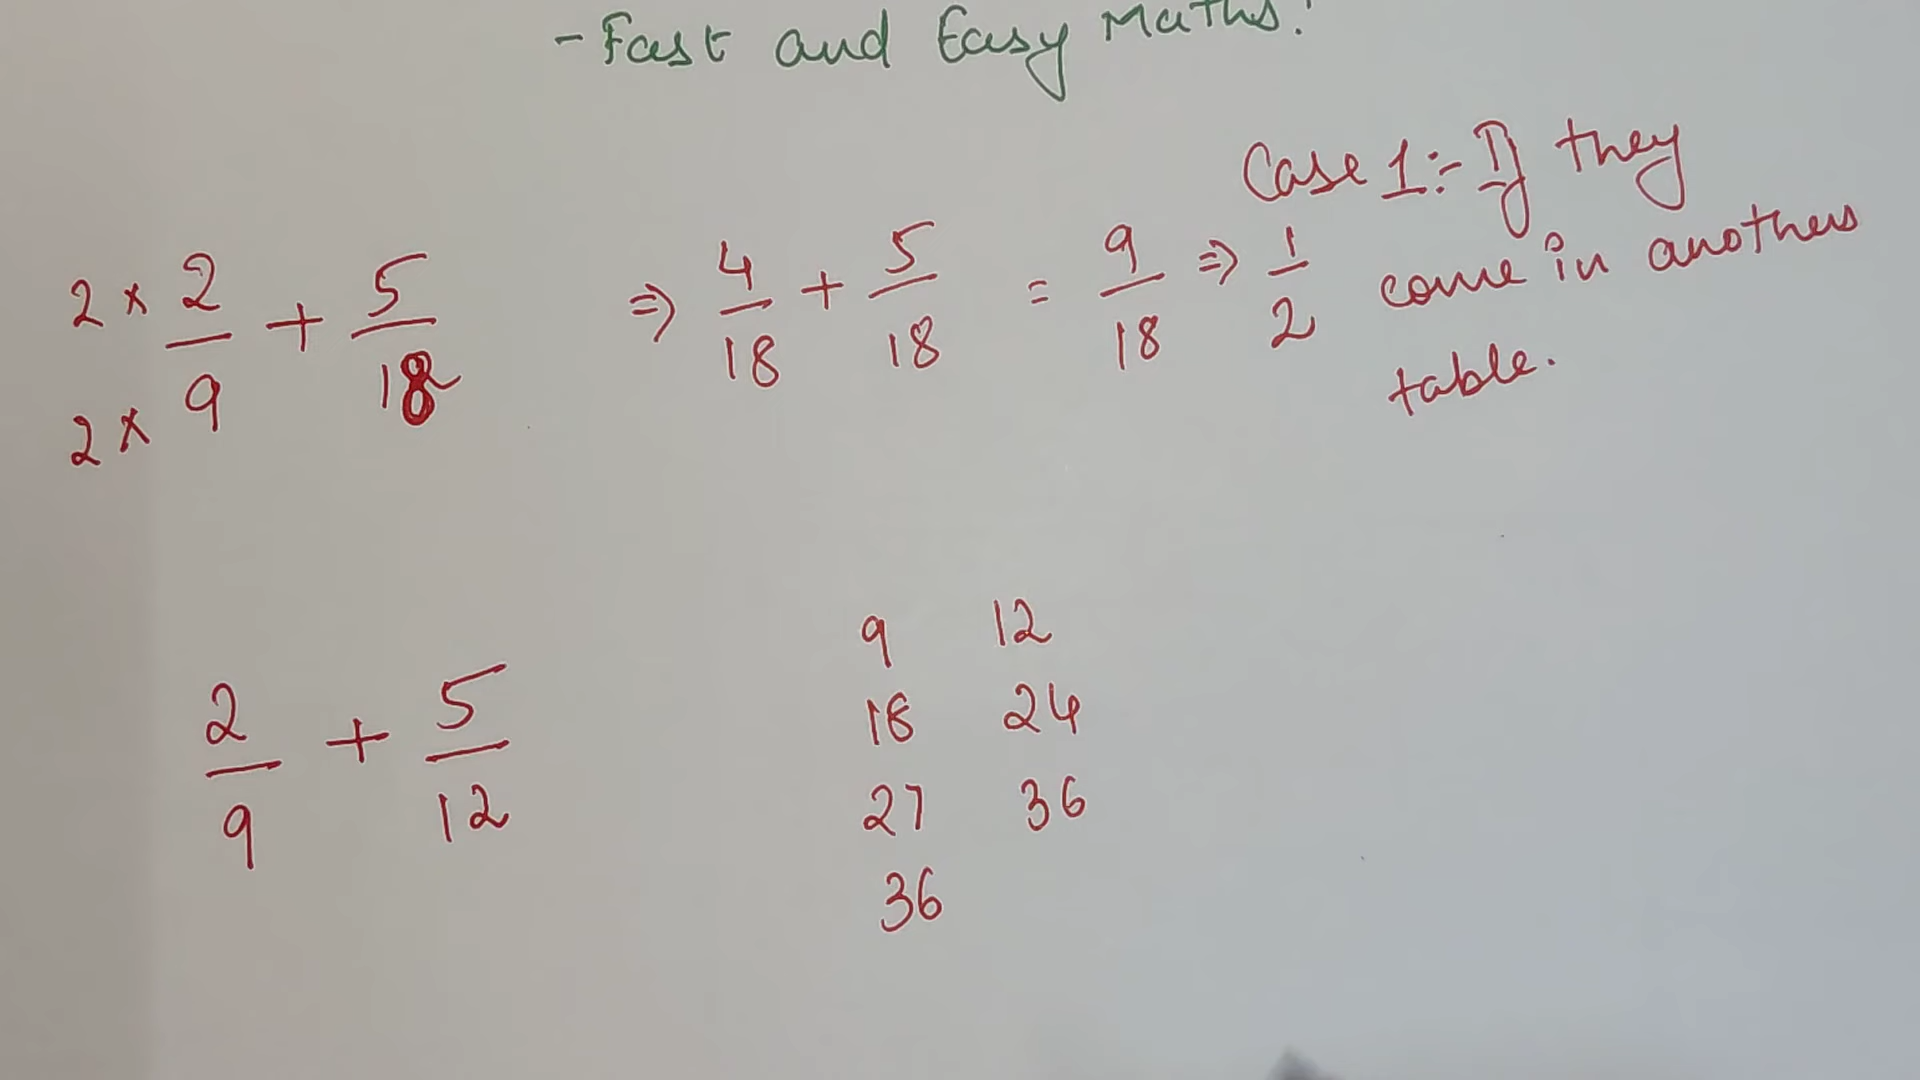 - Fast and Easy Maths!
Case 1:- If they
come in another
table.
2 × 2/9 + 5/18 ⇒ 4/18 + 5/18 = 9/18 ⇒ 1/2
2 ×
2/9 + 5/12
9 12
18 24
27 36
36